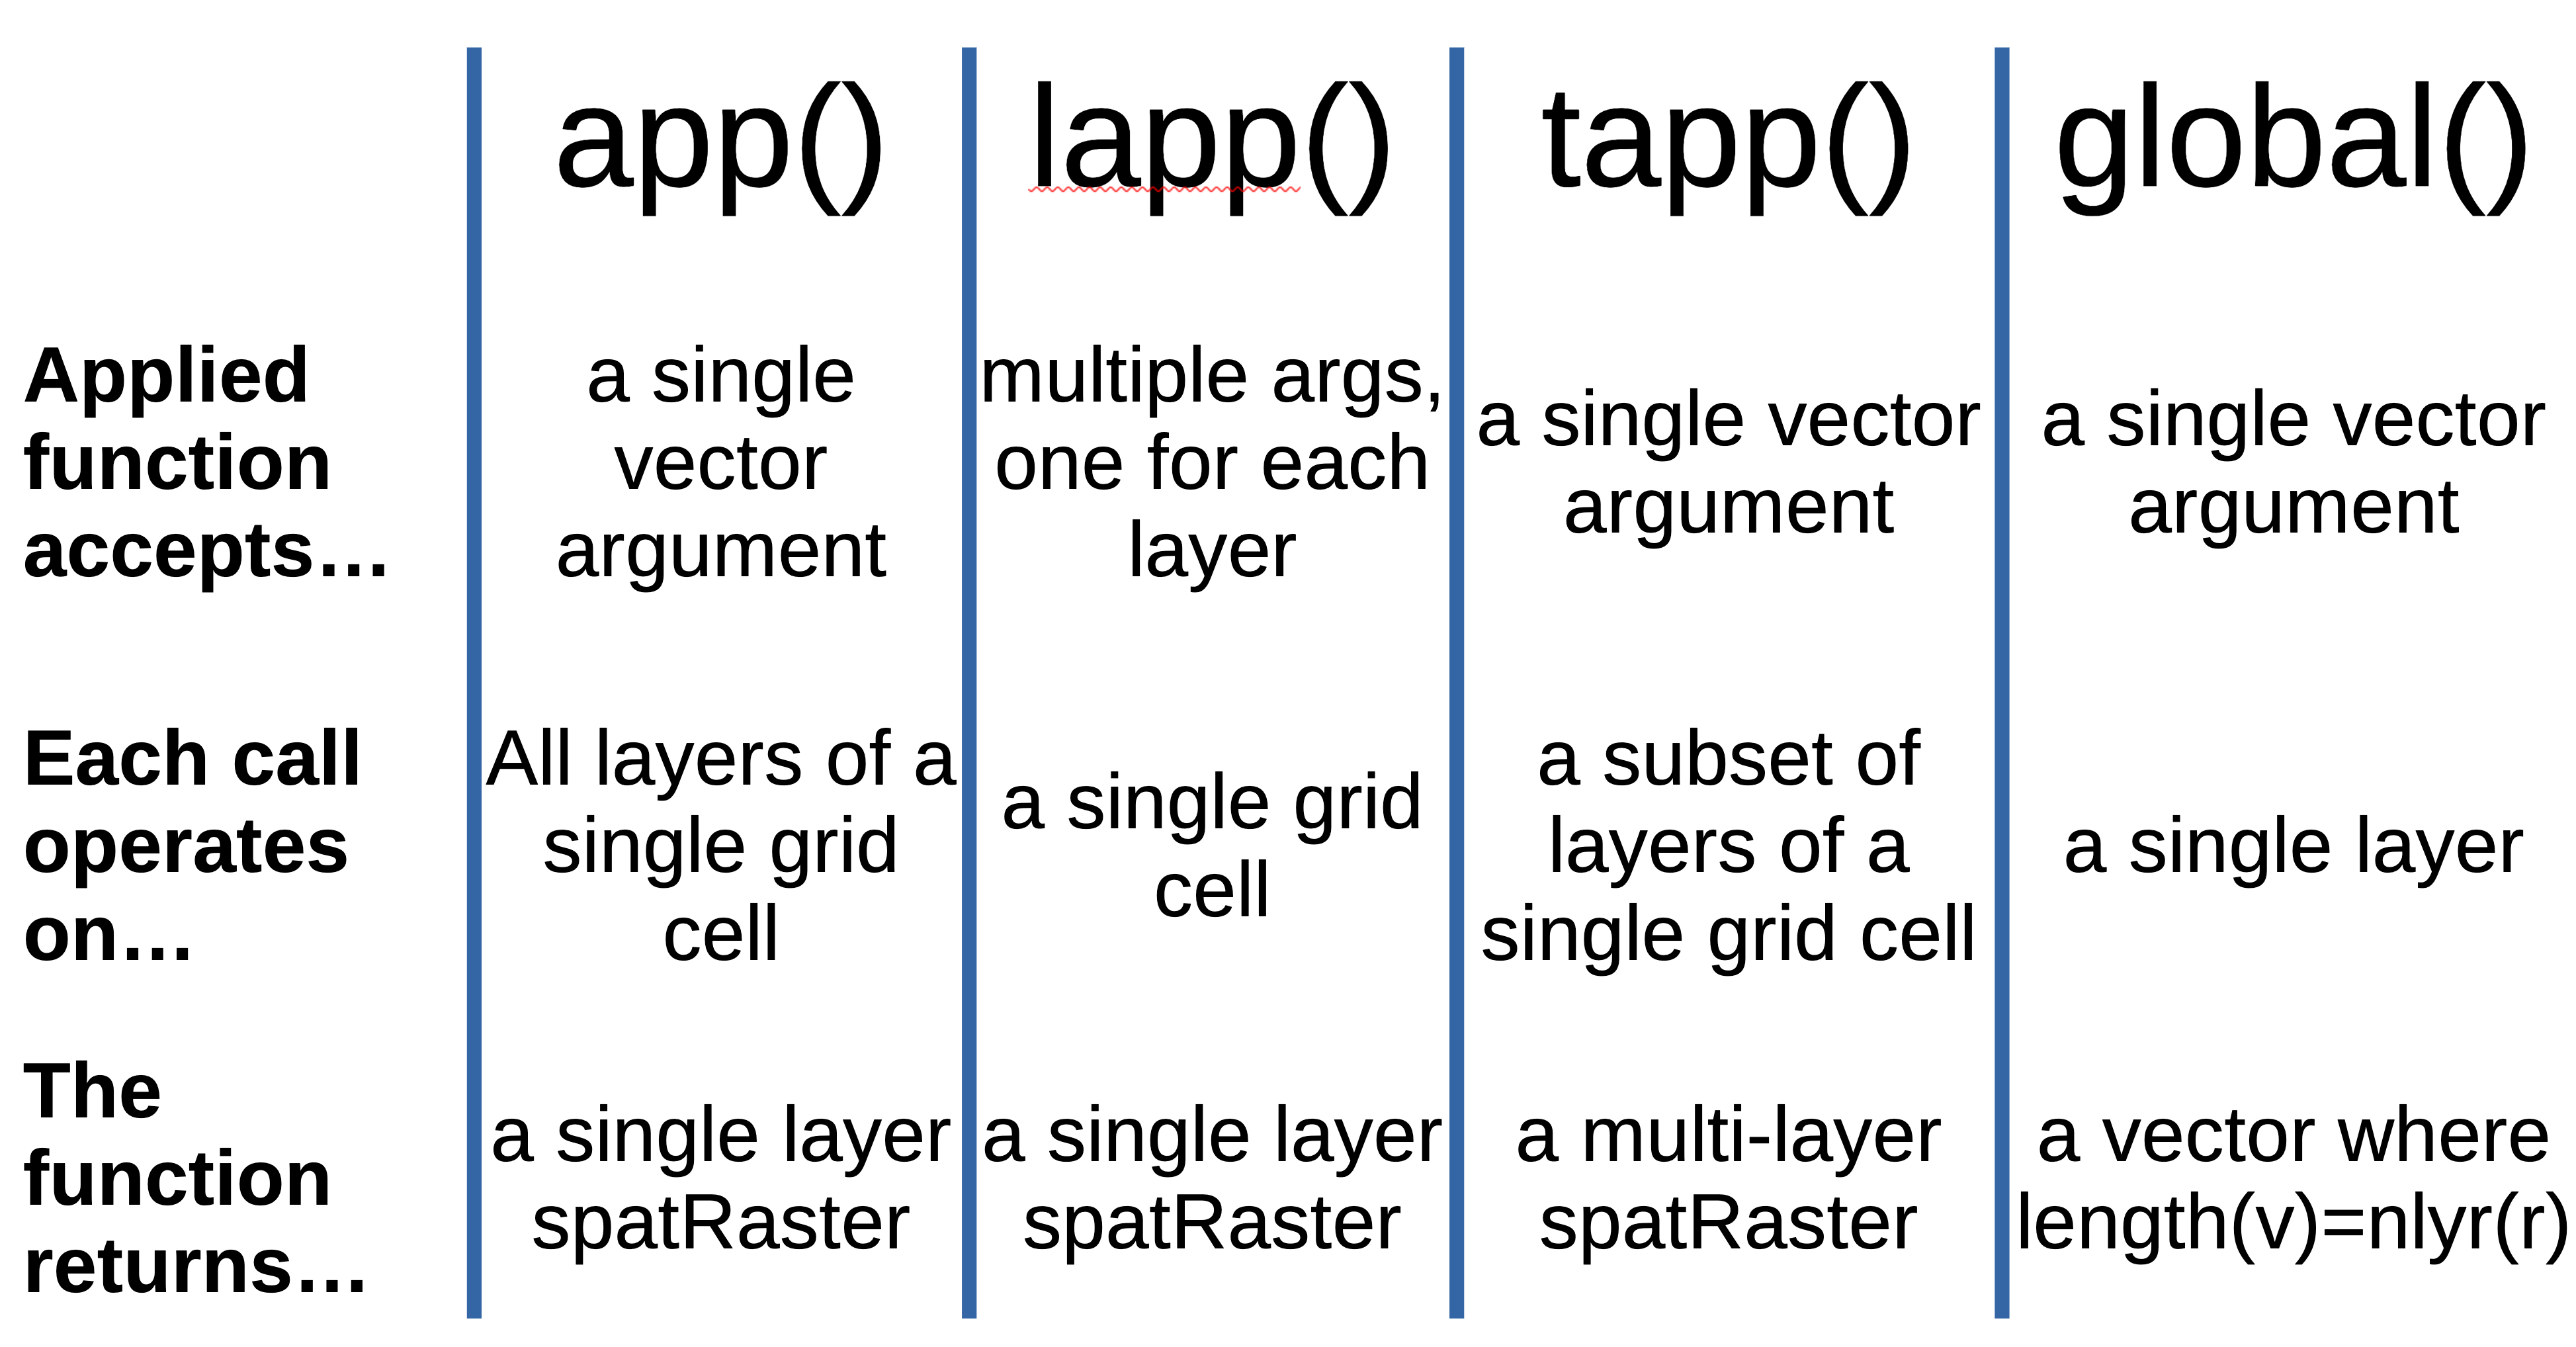 app() lapp() tapp() global()
Applied
function
accepts…
a single
vector
argument
multiple args,
one for each
layer
a single vector
argument
a single vector
argument
Each call
operates
on…
All layers of a
single grid
cell
a single grid
cell
a subset of
layers of a
single grid cell
a single layer
The
function
returns…
a single layer
spatRaster
a single layer
spatRaster
a multi-layer
spatRaster
a vector where
length(v)=nlyr(r)